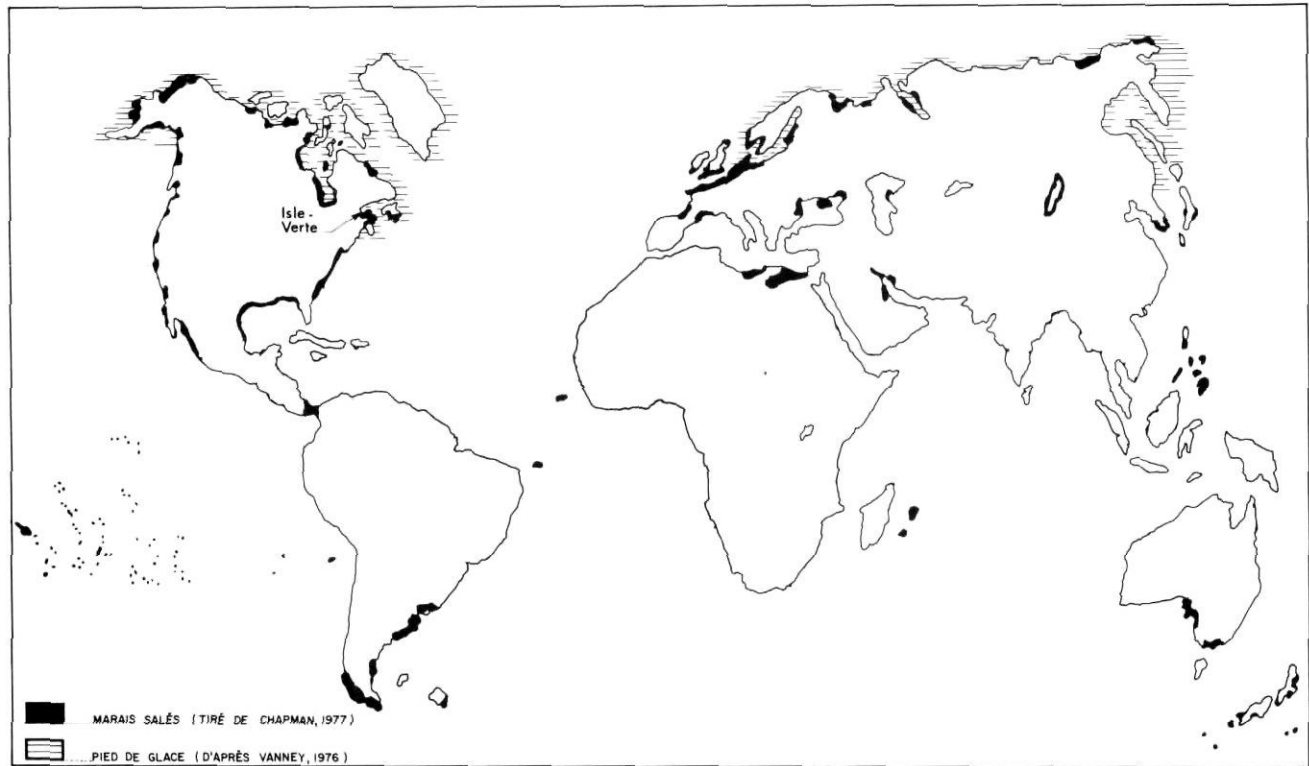 Isle -
Verte
MARAIS SALÉS (TIRÉ DE CHAPMAN, 1977)
......PIED DE GLACE (D'APRÈS VANNEY, 1976)